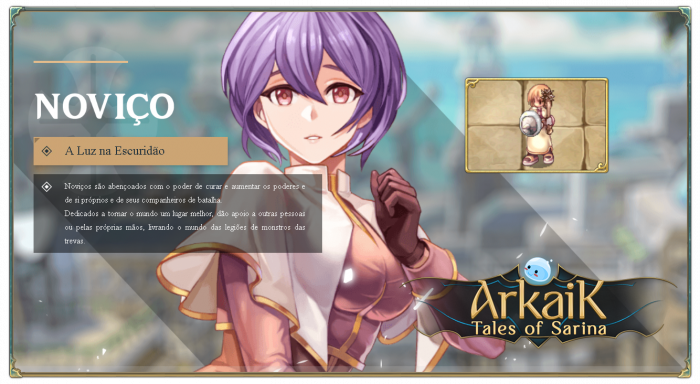 NOVIÇO
A Luz na Escuridão
Noviços são abençoados com o poder de curar e aumentar os poderes e
de si próprios e de seus companheiros de batalha.
Dedicados a tornar o mundo um lugar melhor, dão apoio a outras pessoas
ou pelas próprias mãos, livrando o mundo das legiões de monstros das
trevas.
ArkaiK
Tales of Sarina